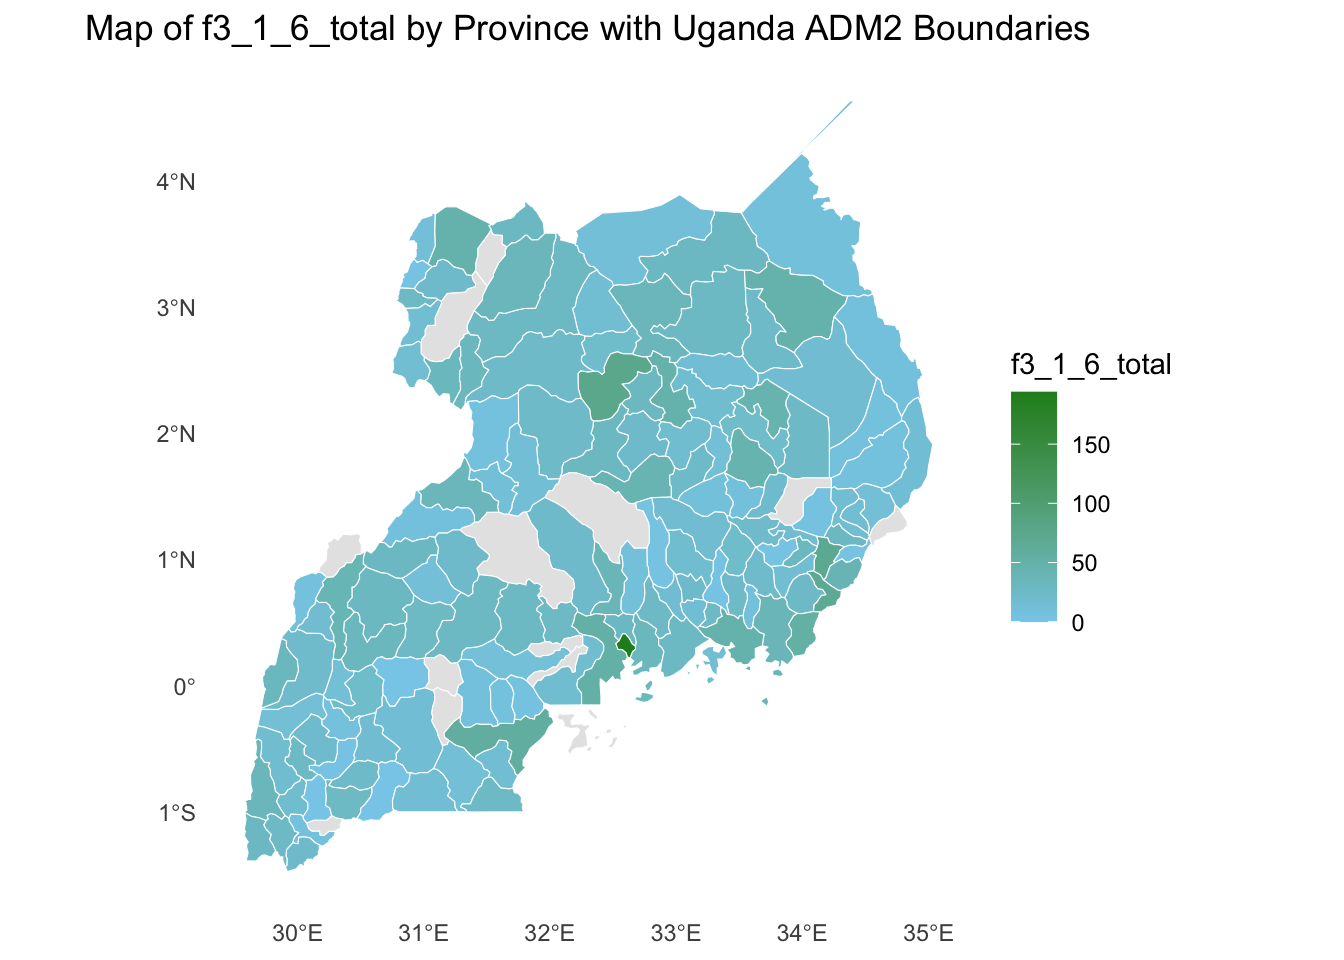 Map of f3_1_6_total by Province with Uganda ADM2 Boundaries
4°N
3°N
2°N
1°N
0°
1°S
30°E
31°E
32°E
33°E
34°E
35°E
f3_1_6_total
150
100
50
0